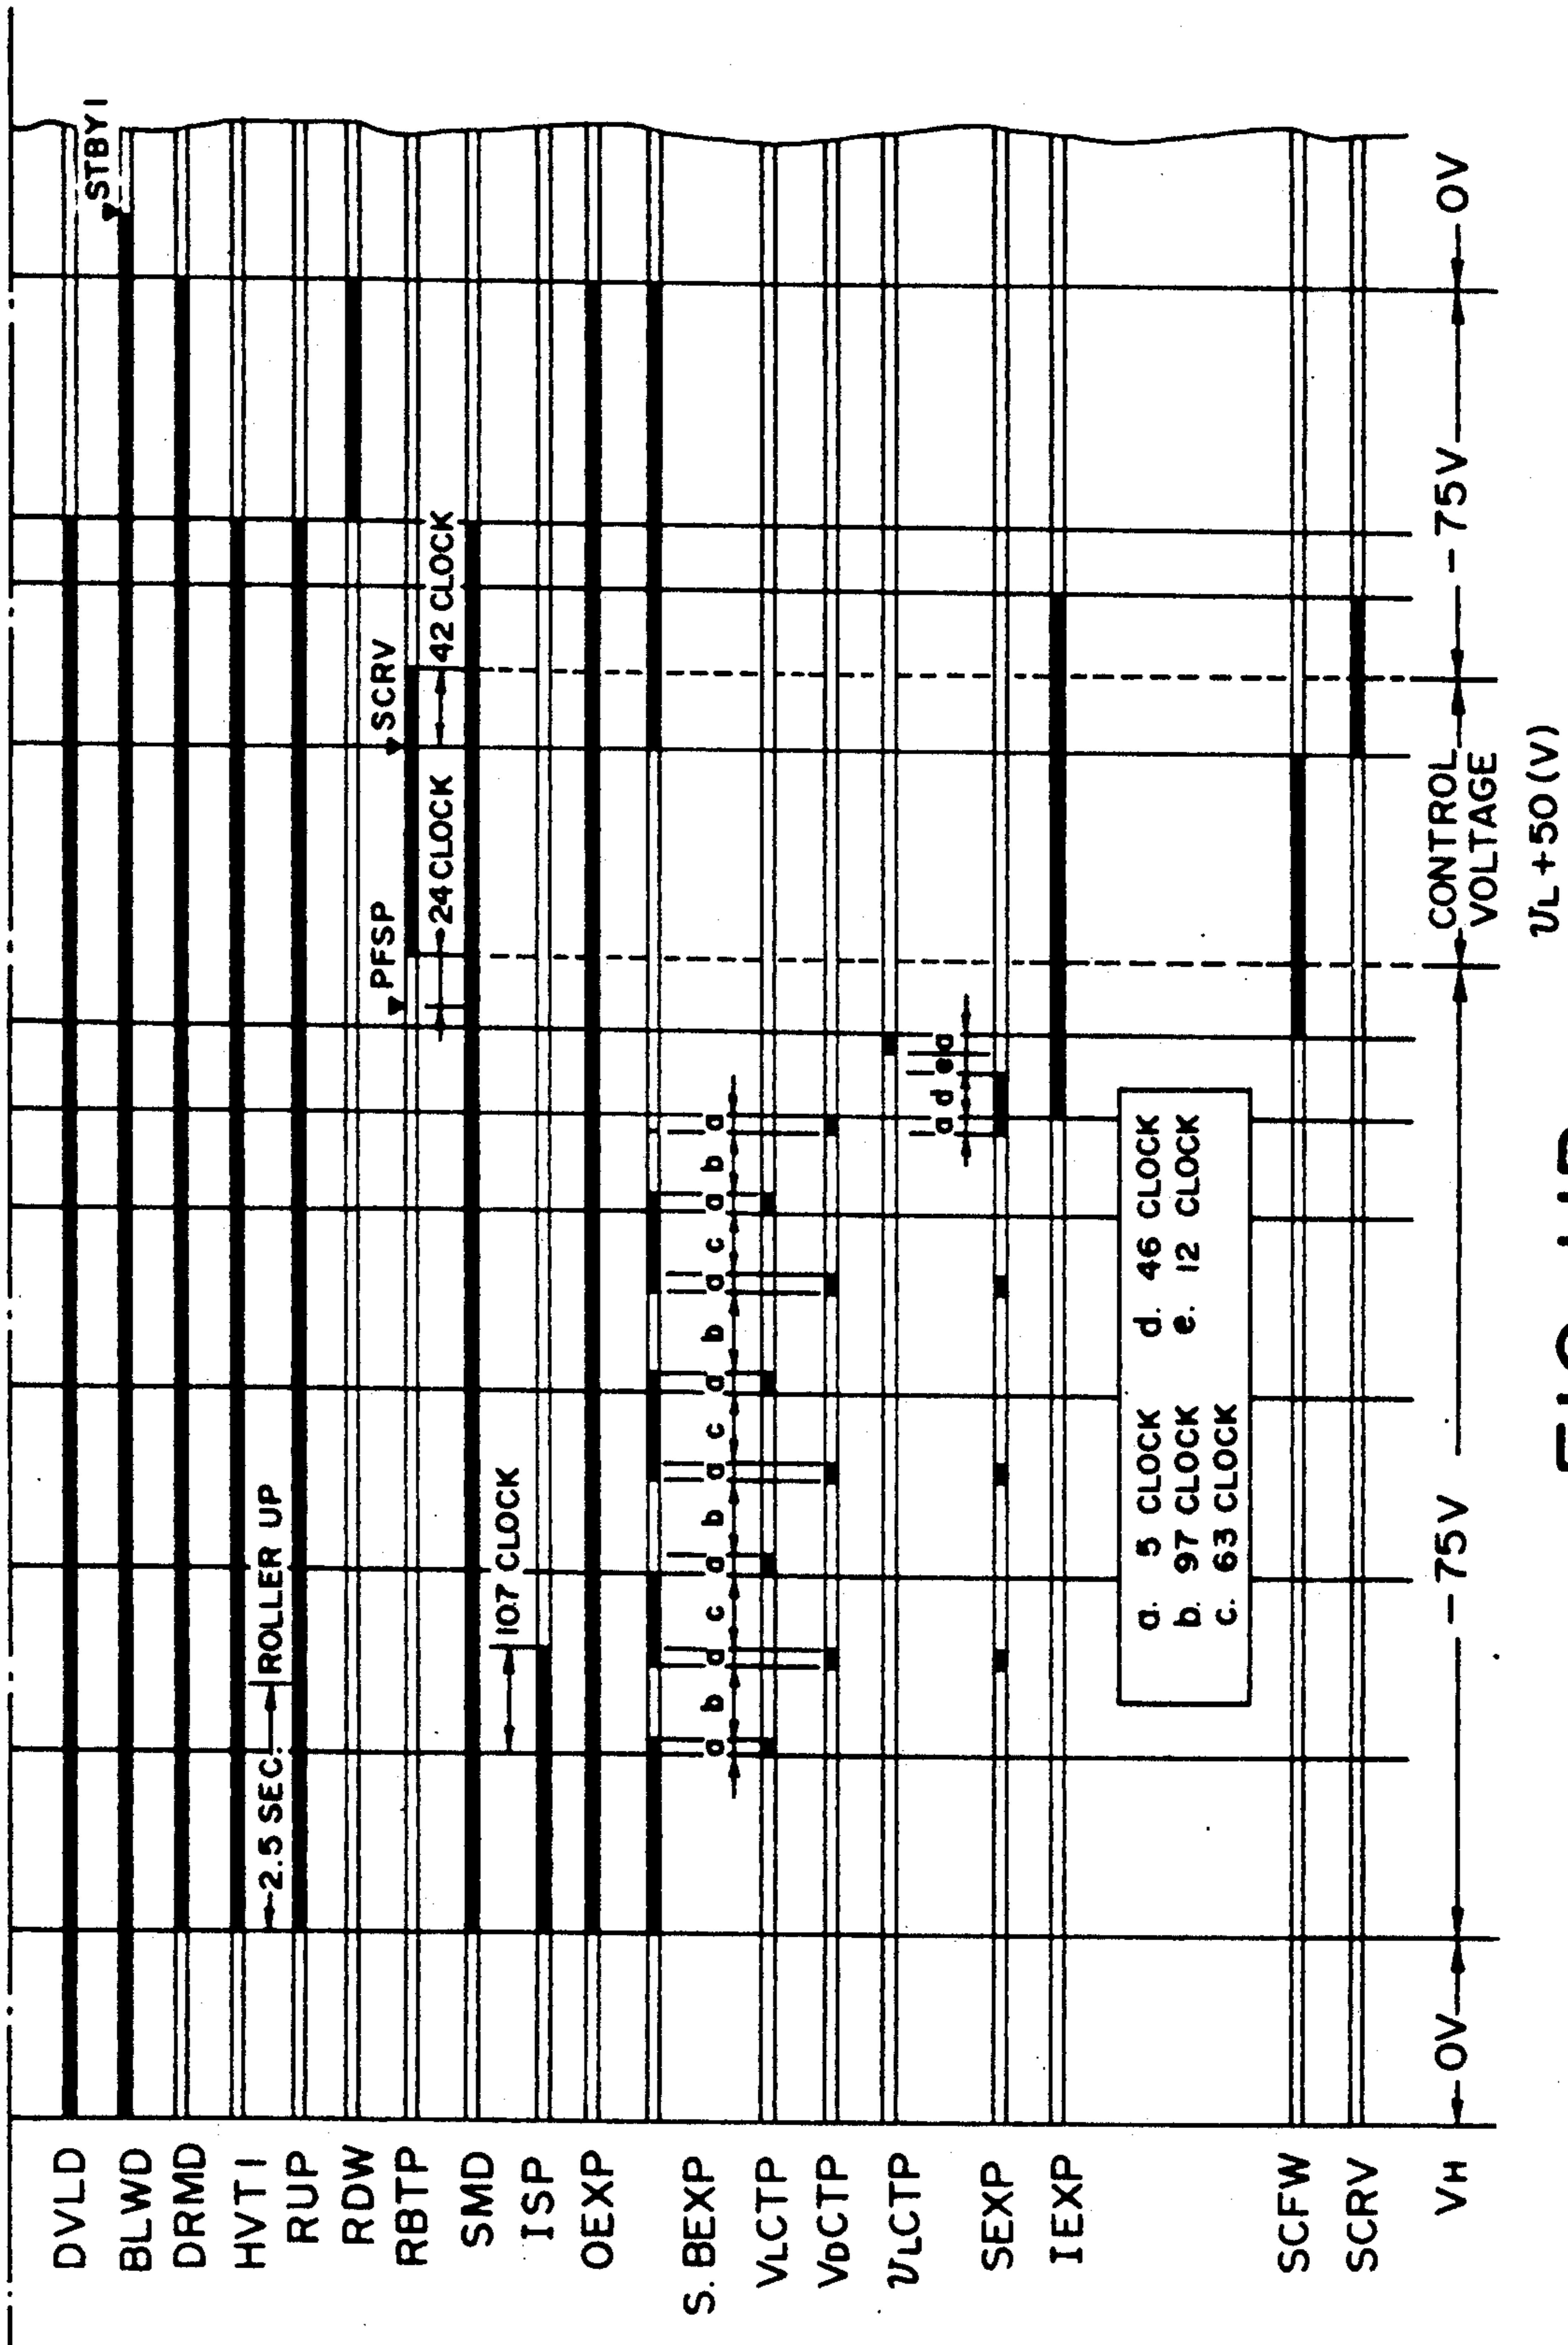 DVLD
BLWD
STBY1
DRMD
HVT1
2.5 SEC.
ROLLER UP
RUP
RDW
RBTP
PFSP
SCRV
24 CLOCK
42 CLOCK
SMD
ISP
107 CLOCK
OEXP
S. BEXP
a b a c a b a c a b a c a b a
VLCTP
VDCTP
VLCTP
a d e a
SEXP
IEXP
a. 5 CLOCK d. 46 CLOCK
b. 97 CLOCK e. 12 CLOCK
c. 63 CLOCK
SCFW
SCRV
VH
0V
-75V
CONTROL
VOLTAGE
-75V
0V
VL+50(V)